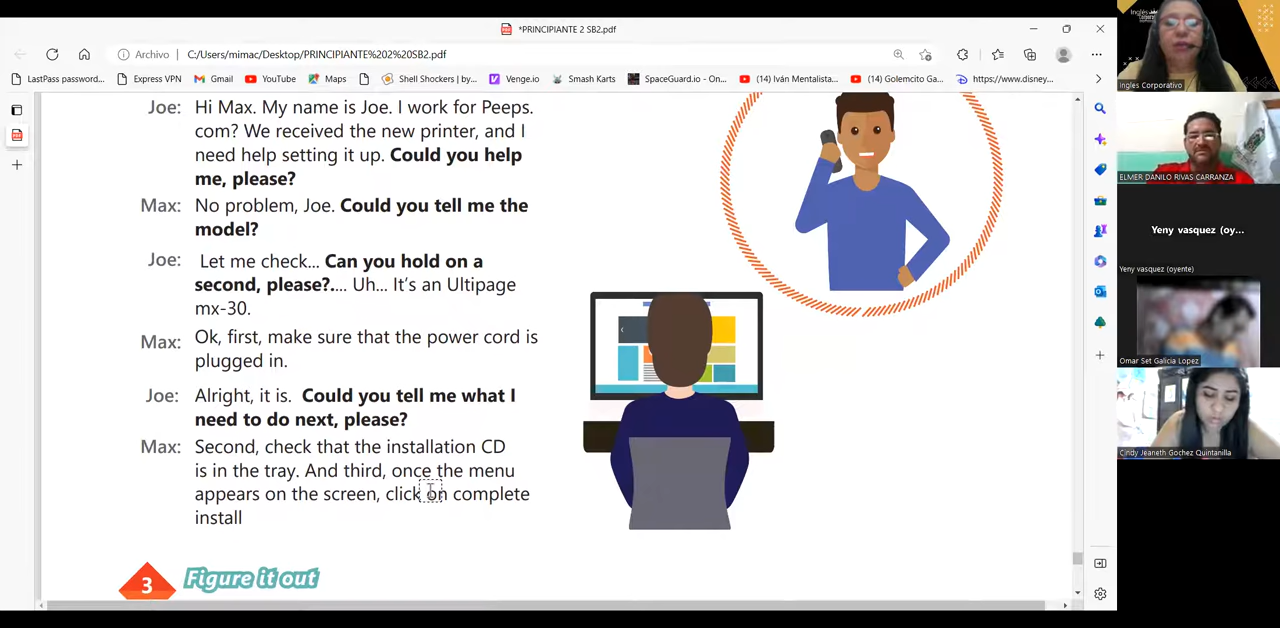 *PRINCIPIANTE 2 SB2.pdf
Archivo C:/Users/mimac/Desktop/PRINCIPIANTE%202%20SB2.pdf
LastPass password... Express VPN Gmail YouTube Maps Shell Shockers | by... Venge.io Smash Karts SpaceGuard.io - On... (14) Iván Mentalista... (14) Golemcito Ga... https://www.disney...
Joe: Hi Max. My name is Joe. I work for Peeps.
com? We received the new printer, and I
need help setting it up. Could you help
me, please?
Max: No problem, Joe. Could you tell me the
model?
Joe: Let me check... Can you hold on a
second, please?.... Uh... It's an Ultipage
mx-30.
Max: Ok, first, make sure that the power cord is
plugged in.
Joe: Alright, it is. Could you tell me what I
need to do next, please?
Max: Second, check that the installation CD
is in the tray. And third, once the menu
appears on the screen, click on complete
install
3 Figure it out
Inglés Corporativo
ELMER DANILO RIVAS CARRANZA
Yeny vasquez (oy...
Yeny vasquez (oyente)
Omar Set Galicia Lopez
Cindy Jeaneth Gochez Quintanilla